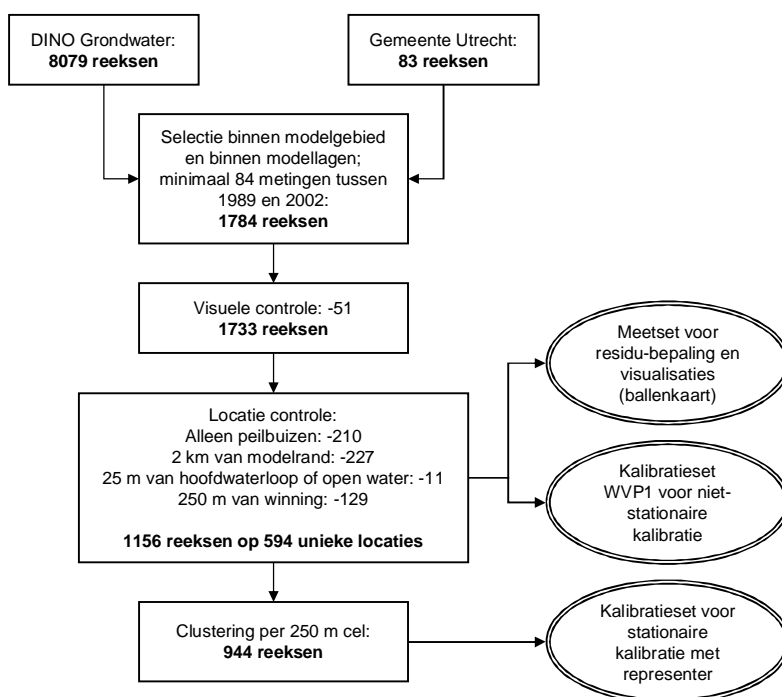 DINO Grondwater:
8079 reeksen
Gemeente Utrecht:
83 reeksen
Selectie binnen modelgebied
en binnen modellagen;
minimaal 84 metingen tussen
1989 en 2002:
1784 reeksen
Visuele controle: -51
1733 reeksen
Locatie controle:
Alleen peilbuizen: -210
2 km van modelrand: -227
25 m van hoofdwaterloop of open water: -11
250 m van winning: -129
1156 reeksen op 594 unieke locaties
Meetset voor
residu-bepaling en
visualisaties
(ballenkaart)
Kalibratieset
WVP1 voor niet-
stationaire
kalibratie
Clustering per 250 m cel:
944 reeksen
Kalibratieset voor
stationaire
kalibratie met
representer